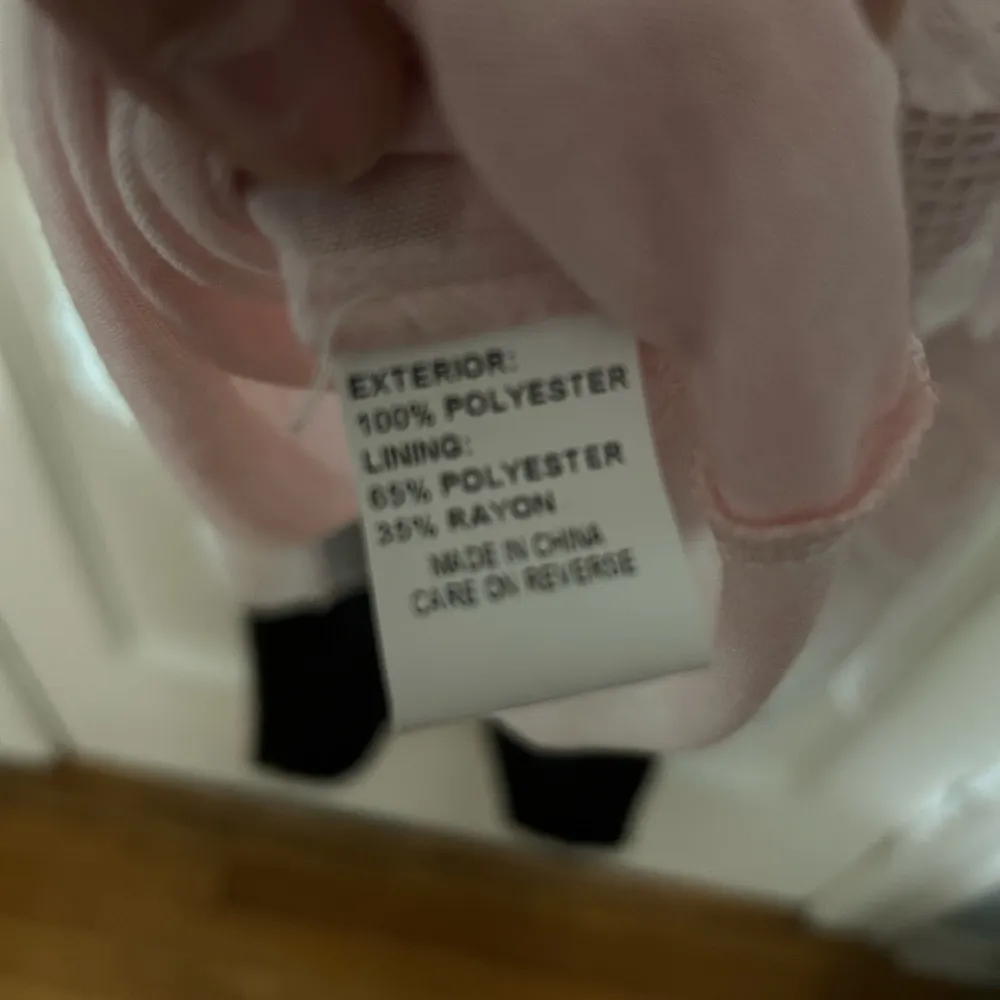 EXTERIOR:
100% POLYESTER
LINING:
65% POLYESTER
35% RAYON
MADE IN CHINA
CARE ON REVERSE